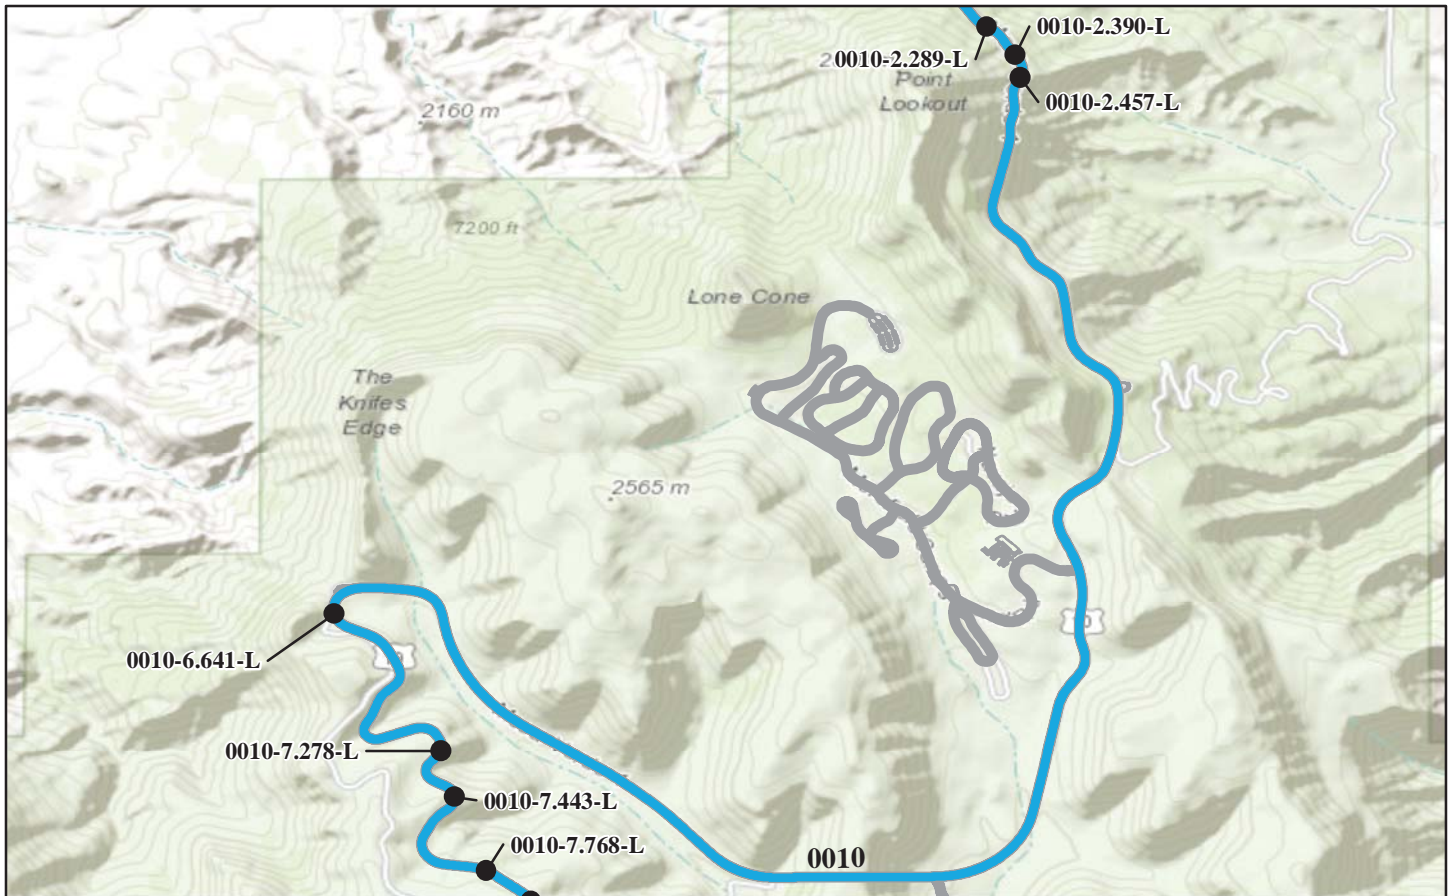 0010-2.390-L
0010-2.289-L
Point
Lookout
0010-2.457-L
2160 m
7200 ft
Lone Cone
The
Knifes
Edge
2565 m
0010-6.641-L
0010-7.278-L
0010-7.443-L
0010-7.768-L
0010